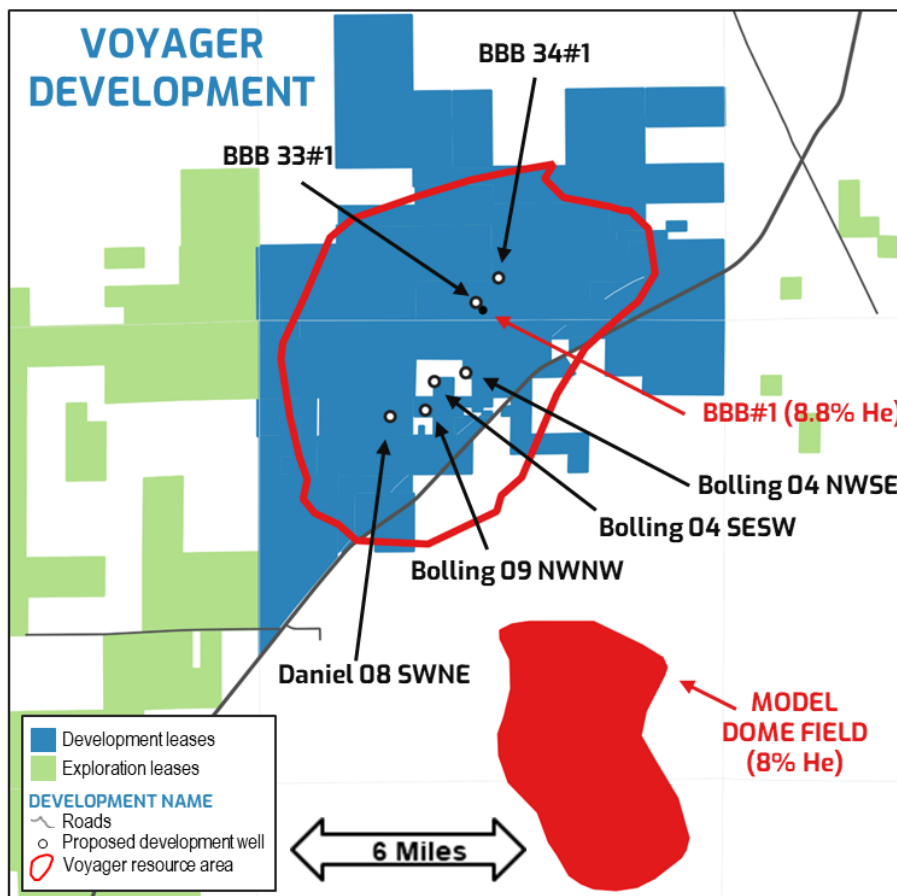 VOYAGER
DEVELOPMENT
BBB 34#1
BBB 33#1
BBB#1 (8.8% He)
Bolling 04 NWSE
Bolling 04 SESW
Bolling 09 NWNW
Daniel 08 SWNE
MODEL
DOME FIELD
(8% He)
Development leases
Exploration leases
DEVELOPMENT NAME
Roads
Proposed development well
Voyager resource area
6 Miles